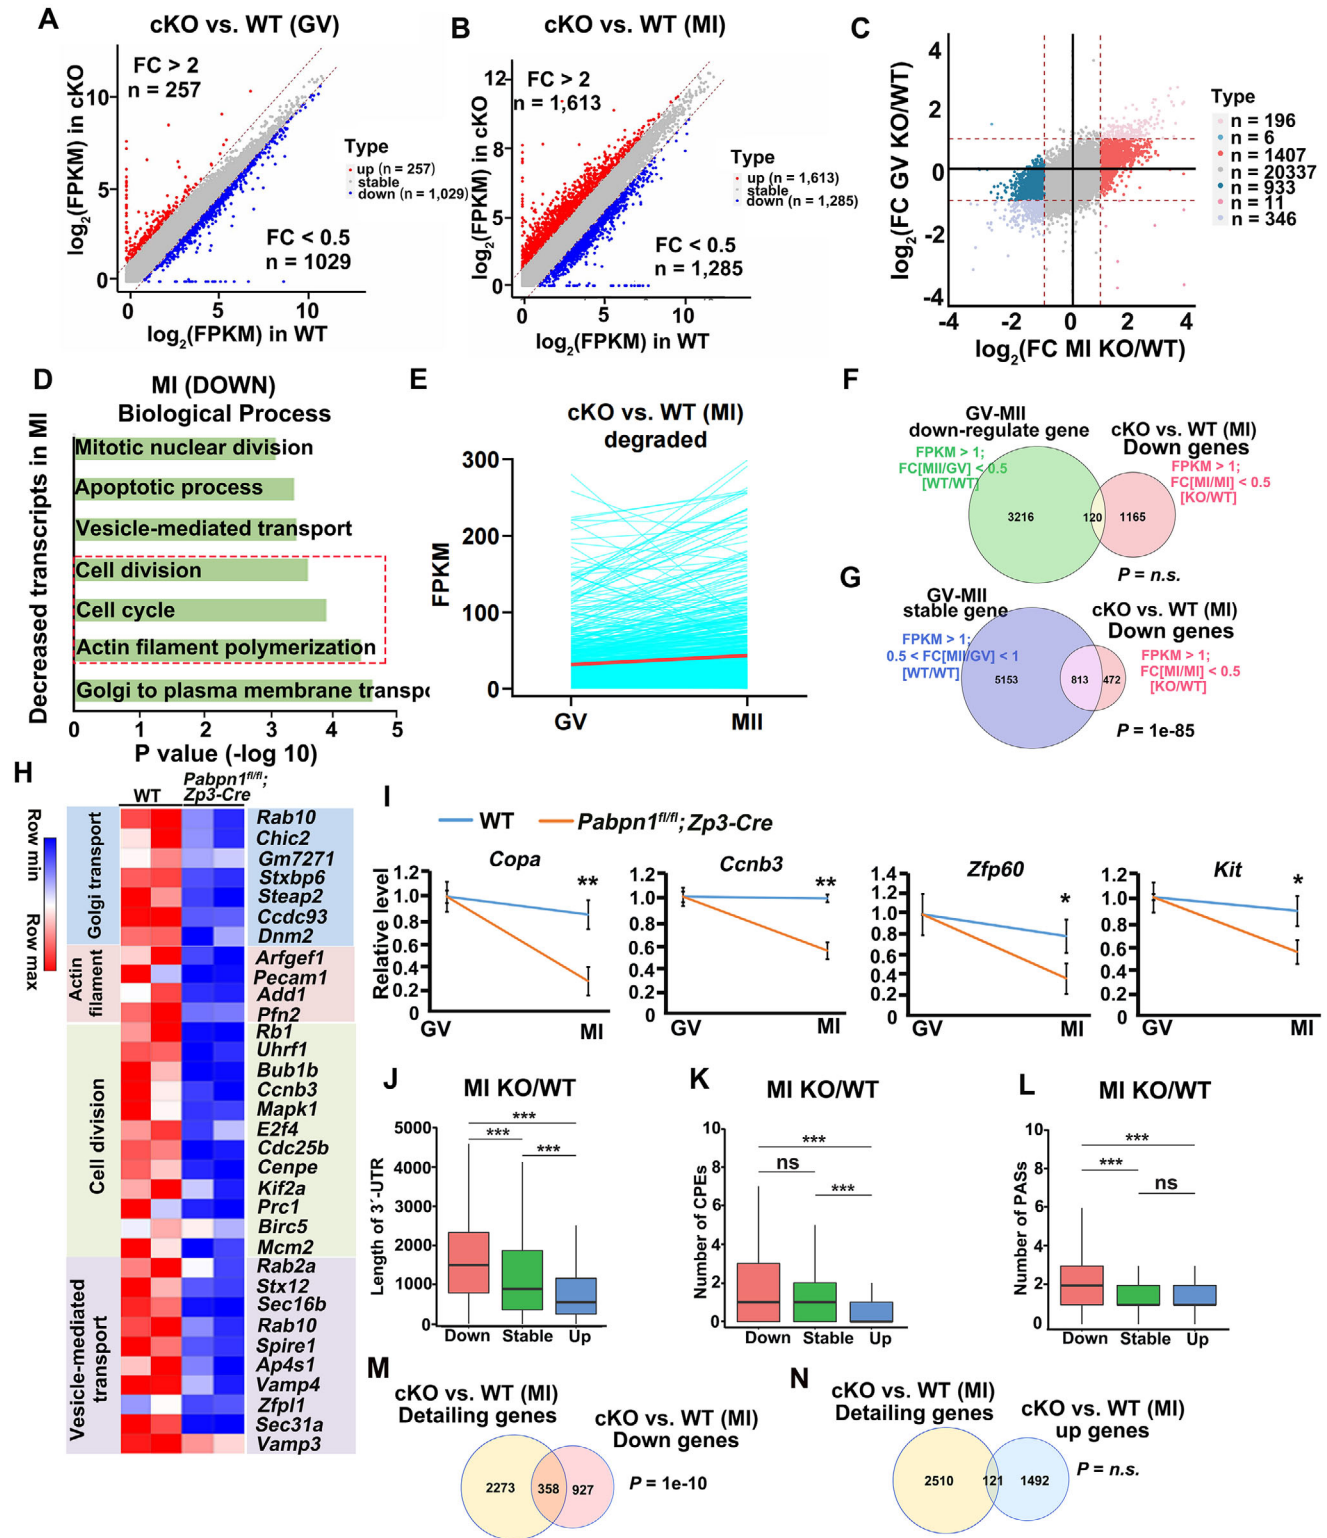 A
cKO vs. WT (GV)
FC > 2
n = 257
log2(FPKM) in cKO
10
5
0
Type
up (n = 257)
stable
down (n = 1,029)
FC < 0.5
n = 1029
0
5
10
log2(FPKM) in WT
B
cKO vs. WT (MI)
FC > 2
n = 1,613
log2(FPKM) in cKO
12
8
5
0
Type
up (n = 1,613)
stable
down (n = 1,285)
FC < 0.5
n = 1,285
0
5
10
log2(FPKM) in WT
C
log2(FC GV KO/WT)
4
2
0
-2
-4
-4
-2
0
2
4
log2(FC MI KO/WT)
Type
n = 196
n = 6
n = 1407
n = 20337
n = 933
n = 11
n = 346
D
MI (DOWN)
Biological Process
Decreased transcripts in MI
Mitotic nuclear division
Apoptotic process
Vesicle-mediated transport
Cell division
Cell cycle
Actin filament polymerization
Golgi to plasma membrane transpo
0
1
2
3
4
5
P value (-log 10)
E
cKO vs. WT (MI)
degraded
FPKM
300
200
100
0
GV
MII
F
GV-MII
down-regulate gene
FPKM > 1;
FC[MII/GV] < 0.5
[WT/WT]
cKO vs. WT (MI)
Down genes
FPKM > 1;
FC[MI/MI] < 0.5
[KO/WT]
3216
120
1165
P = n.s.
G
GV-MII
stable gene
FPKM > 1;
0.5 < FC[MII/GV] < 1
[WT/WT]
cKO vs. WT (MI)
Down genes
FPKM > 1;
FC[MI/MI] < 0.5
[KO/WT]
5153
813
472
P = 1e-85
H
WT
Pabpn1fl/fl;
Zp3-Cre
Row min
Row max
Golgi transport
Rab10
Chic2
Gm7271
Stxbp6
Steap2
Ccdc93
Dnm2
Actin
filament
Arfgef1
Pecam1
Add1
Pfn2
Cell division
Rb1
Uhrf1
Bub1b
Ccnb3
Mapk1
E2f4
Cdc25b
Cenpe
Kif2a
Prc1
Birc5
Mcm2
Vesicle-mediated
transport
Rab2a
Stx12
Sec16b
Rab10
Spire1
Ap4s1
Vamp4
Zfpl1
Sec31a
Vamp3
I
WT
Pabpn1fl/fl;Zp3-Cre
Relative level
Copa
**
1.2
1.0
0.8
0.6
0.4
0.2
0
GV
MI
Ccnb3
**
1.2
1.0
0.8
0.6
0.4
0.2
0
GV
MI
Zfp60
*
1.4
1.2
1.0
0.8
0.6
0.4
0.2
0
GV
MI
Kit
*
1.2
1.0
0.8
0.6
0.4
0.2
0
GV
MI
J
MI KO/WT
Length of 3´-UTR
5000
4000
3000
2000
1000
0
***
***
***
Down
Stable
Up
K
MI KO/WT
Number of CPEs
10
8
6
4
2
0
***
ns
***
Down
Stable
Up
L
MI KO/WT
Number of PASs
10
8
6
4
2
0
***
***
ns
Down
Stable
Up
M
cKO vs. WT (MI)
Detailing genes
cKO vs. WT (MI)
Down genes
2273
358
927
P = 1e-10
N
cKO vs. WT (MI)
Detailing genes
cKO vs. WT (MI)
up genes
2510
121
1492
P = n.s.